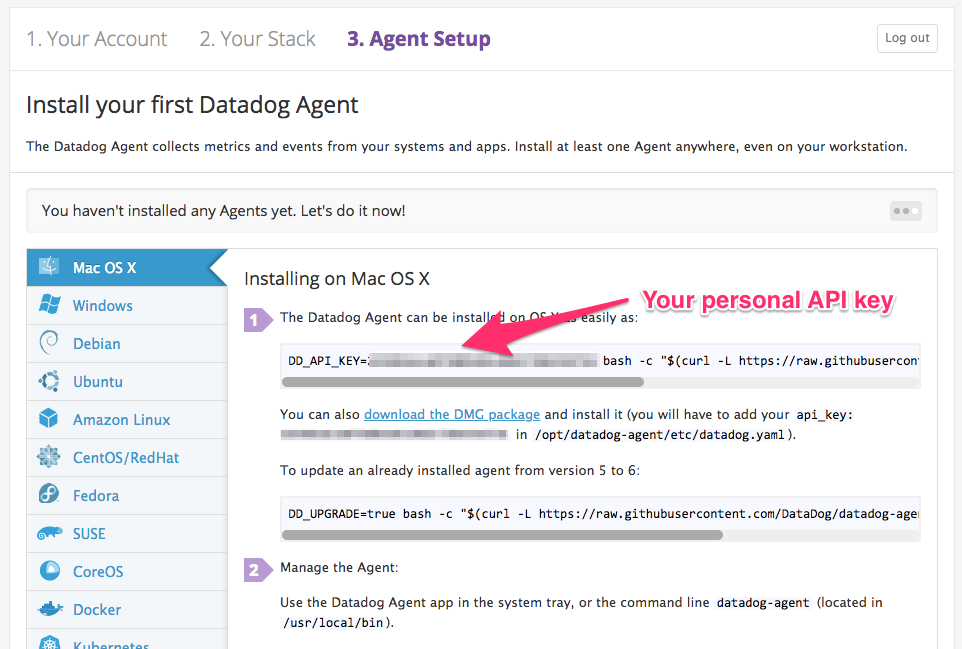 1. Your Account 2. Your Stack 3. Agent Setup Log out
Install your first Datadog Agent
The Datadog Agent collects metrics and events from your systems and apps. Install at least one Agent anywhere, even on your workstation.
You haven't installed any Agents yet. Let's do it now!
Mac OS X
Windows
Debian
Ubuntu
Amazon Linux
CentOS/RedHat
Fedora
SUSE
CoreOS
Docker
Kubernetes
Installing on Mac OS X
Your personal API key
1 The Datadog Agent can be installed on OS X as easily as:
DD_API_KEY= bash -c "$(curl -L https://raw.githubusercon
You can also download the DMG package and install it (you will have to add your api_key:
in /opt/datadog-agent/etc/datadog.yaml).
To update an already installed agent from version 5 to 6:
DD_UPGRADE=true bash -c "$(curl -L https://raw.githubusercontent.com/DataDog/datadog-age
2 Manage the Agent:
Use the Datadog Agent app in the system tray, or the command line datadog-agent (located in
/usr/local/bin).